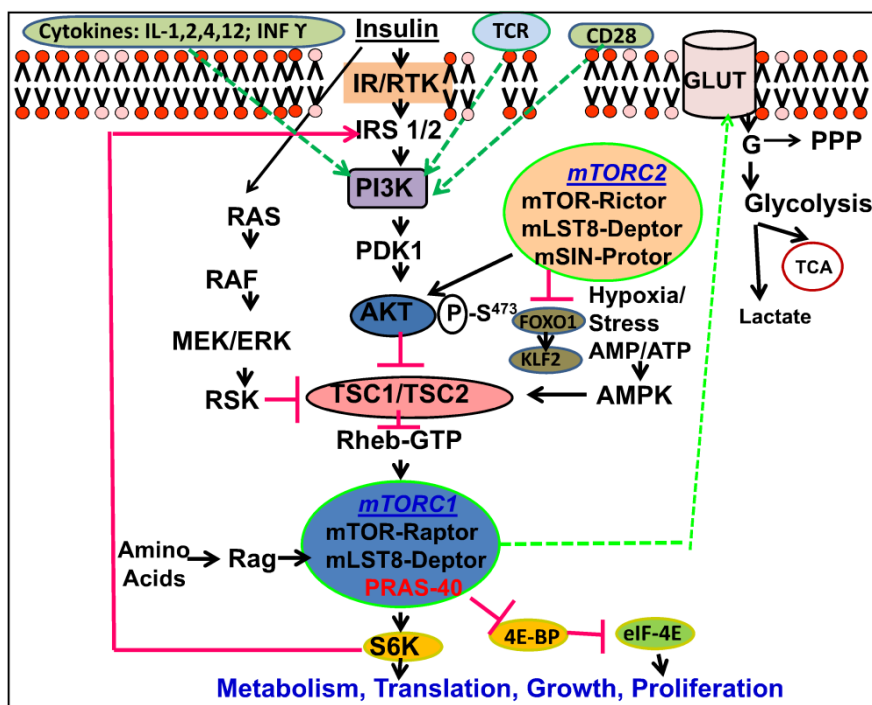 Cytokines: IL-1,2,4,12; INF Υ
Insulin
TCR
CD28
IR/RTK
GLUT
IRS 1/2
G
PPP
PI3K
mTORC2
mTOR-Rictor
mLST8-Deptor
mSIN-Protor
Glycolysis
RAS
PDK1
TCA
RAF
AKT
P
-S473
Hypoxia/
Stress
FOXO1
Lactate
MEK/ERK
KLF2
AMP/ATP
RSK
TSC1/TSC2
AMPK
Rheb-GTP
mTORC1
mTOR-Raptor
mLST8-Deptor
PRAS-40
Amino
Acids
Rag
S6K
4E-BP
eIF-4E
Metabolism, Translation, Growth, Proliferation